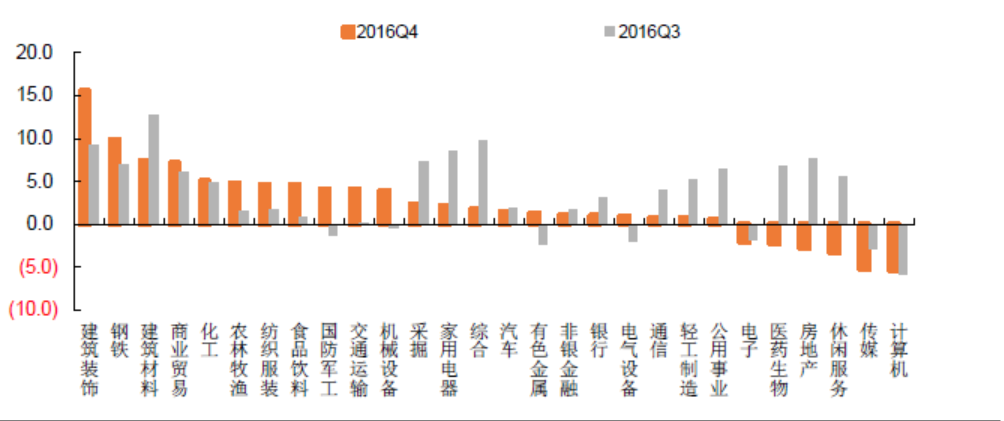 2016Q4 2016Q3
20.0
15.0
10.0
5.0
0.0
(5.0)
(10.0)
建筑装饰
钢铁
建筑材料
商业贸易
化工
农林牧渔
纺织服装
食品饮料
国防军工
交通运输
机械设备
采掘
家用电器
综合
汽车
有色金属
非银金融
银行
电气设备
通信
轻工制造
公用事业
电子
医药生物
房地产
休闲服务
传媒
计算机